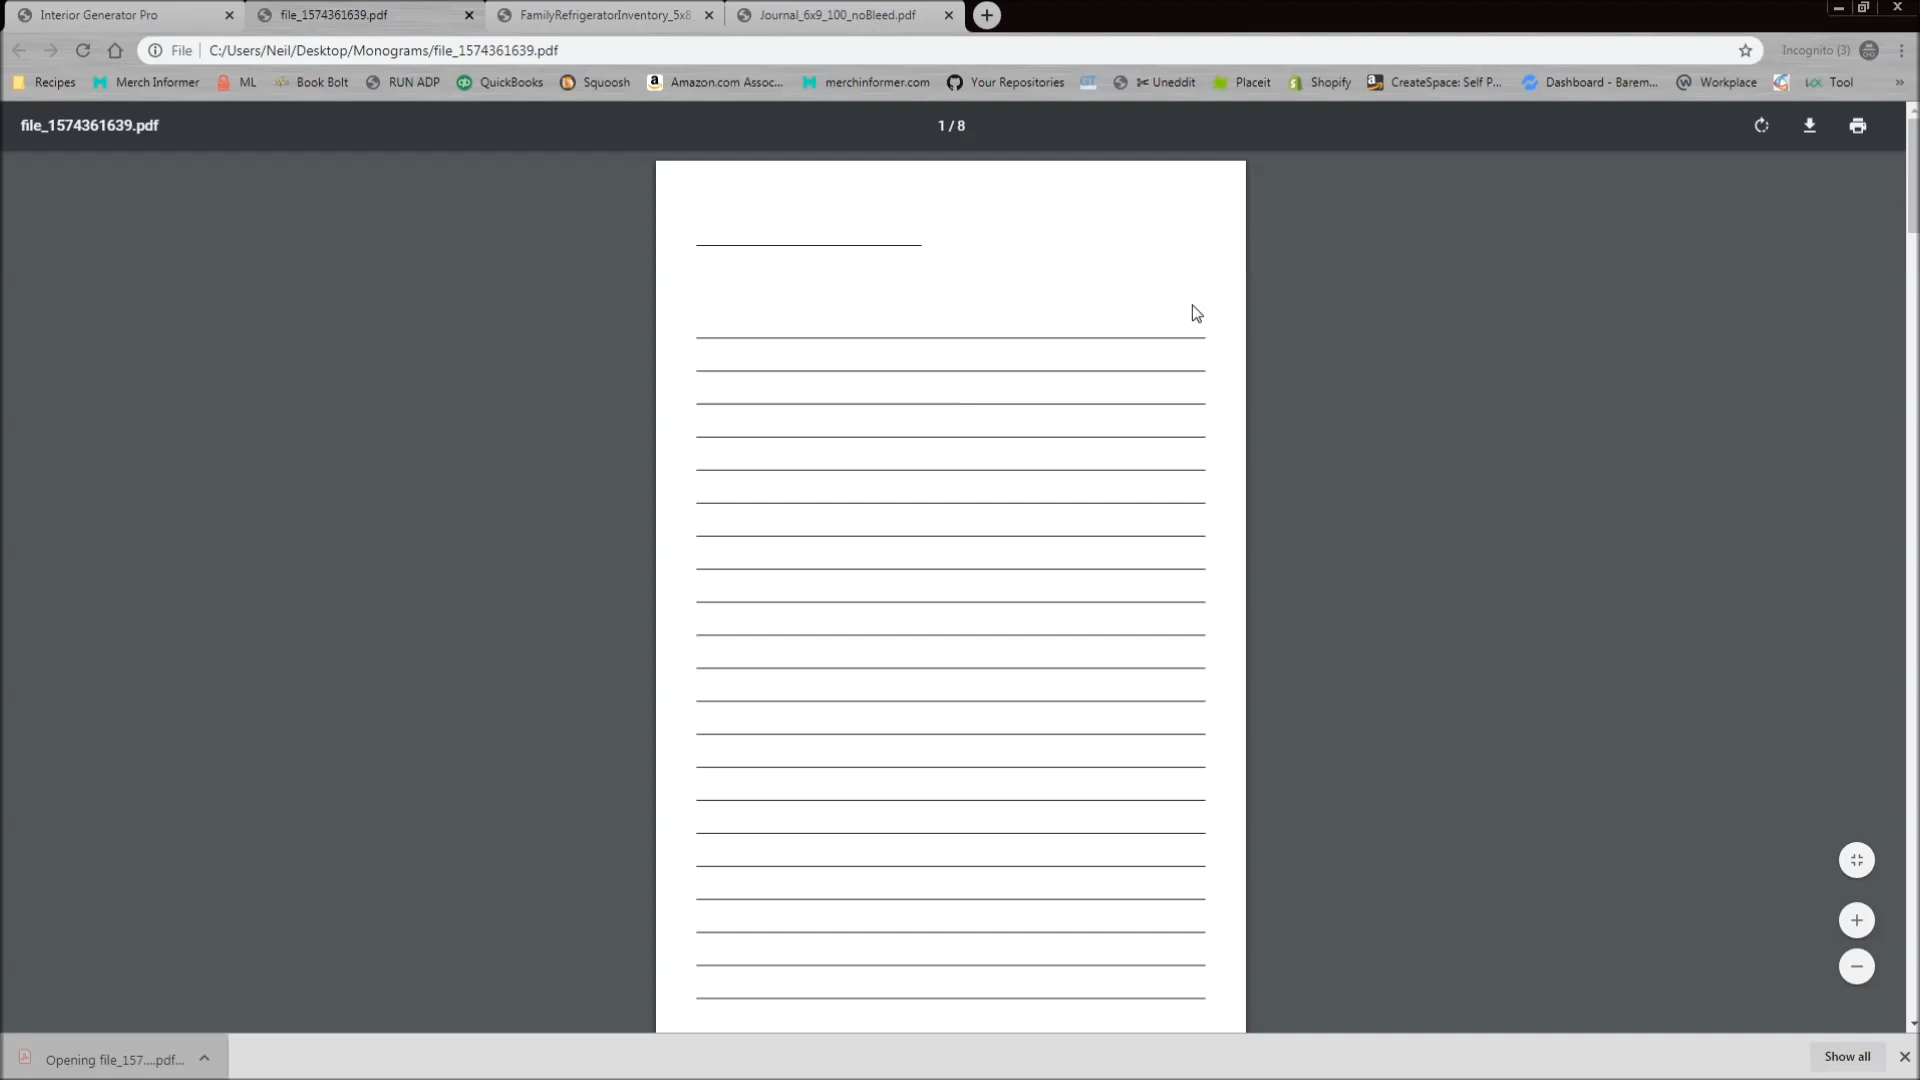 Interior Generator Pro
file_1574361639.pdf
FamilyRefrigeratorInventory_5x8_
Journal_6x9_100_noBleed.pdf
File
C:/Users/Neil/Desktop/Monograms/file_1574361639.pdf
Incognito (3)
Recipes
Merch Informer
ML
Book Bolt
RUN ADP
QuickBooks
Squoosh
Amazon.com Assoc...
merchinformer.com
Your Repositories
Uneddit
Placeit
Shopify
CreateSpace: Self P...
Dashboard - Barem...
Workplace
Tool
»
file_1574361639.pdf
1 / 8
Opening file_157....pdf...
Show all